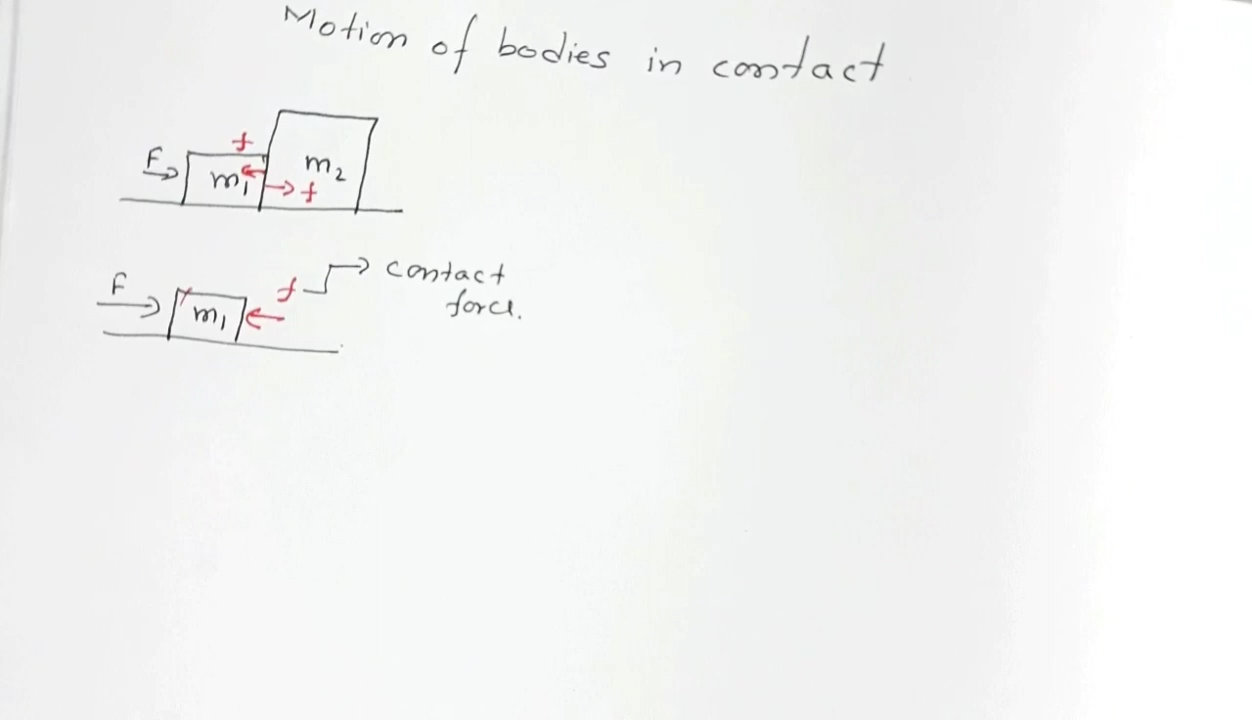 Motion of bodies in contact
f
F m₁ m₂
f
F f contact
m₁ force.